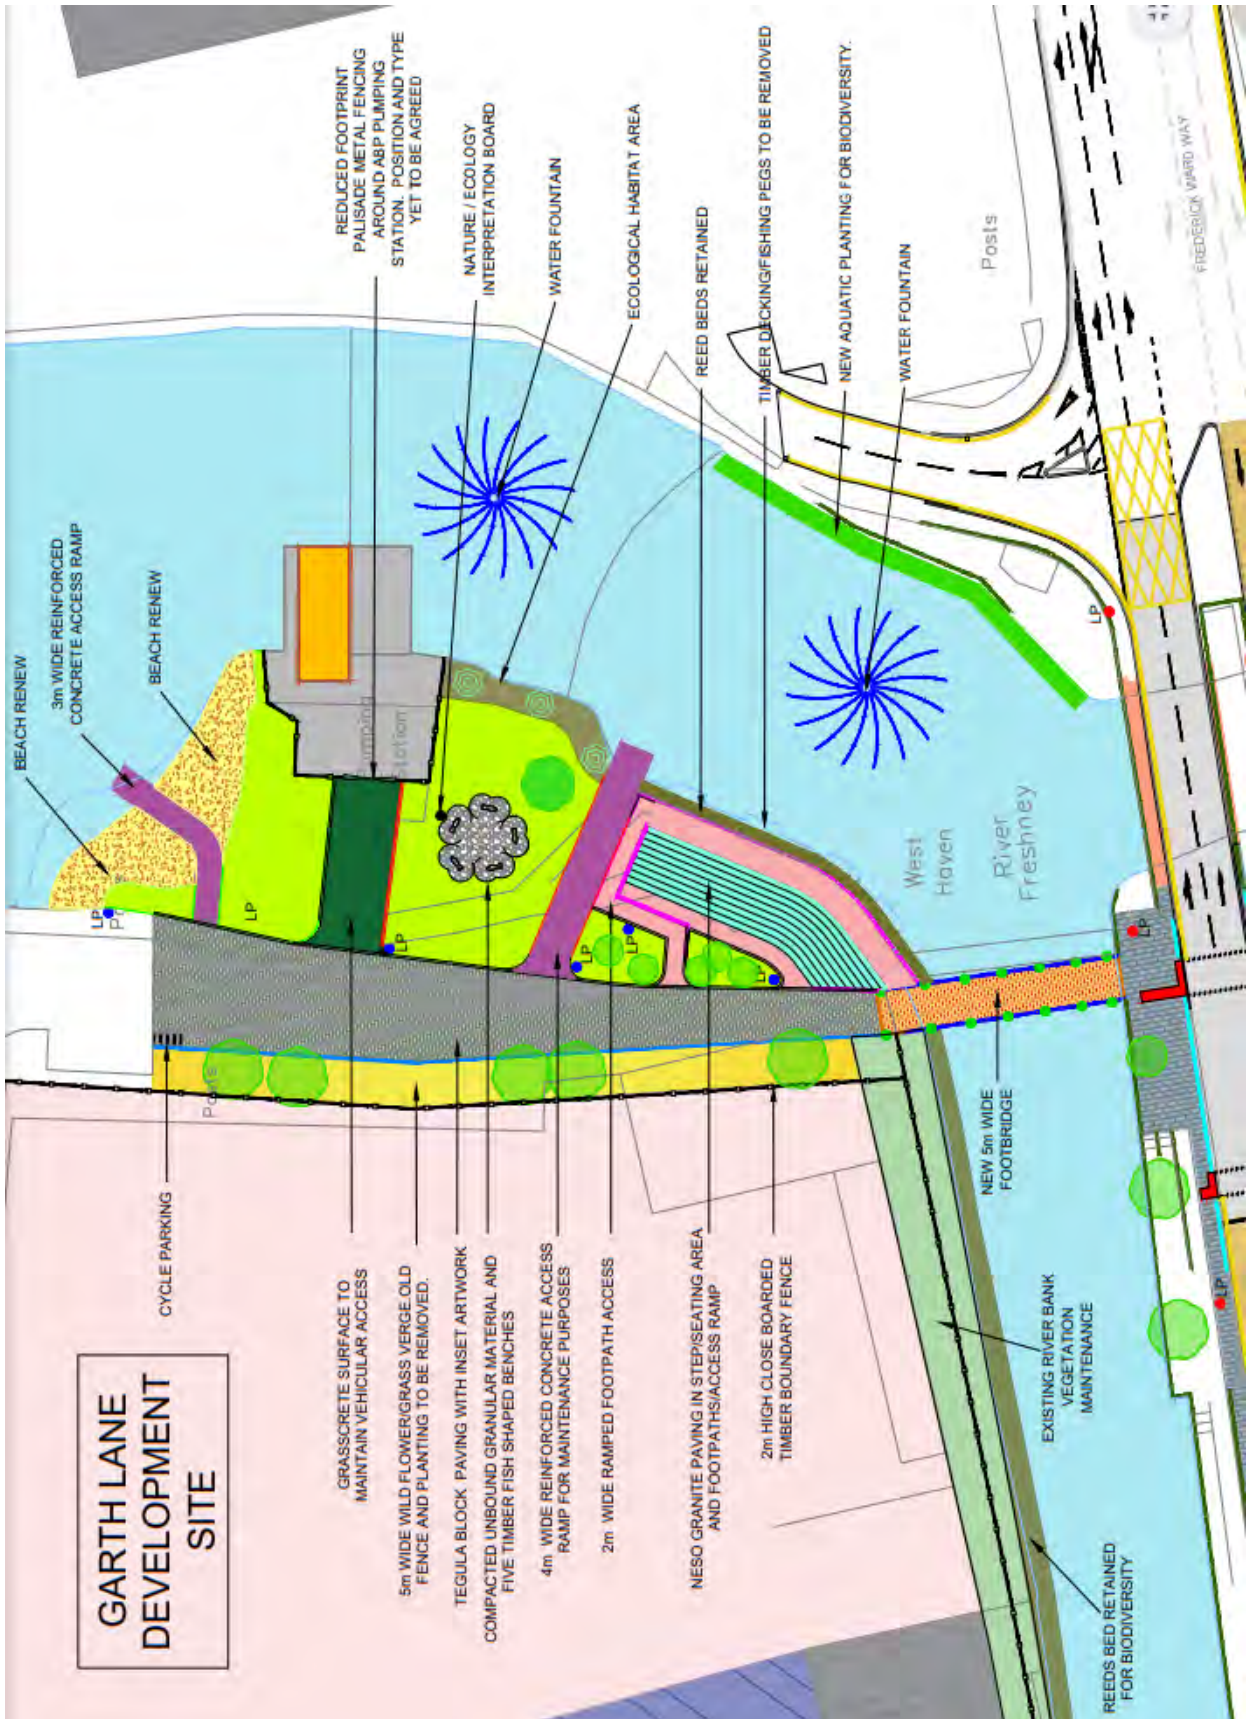 GARTH LANE
DEVELOPMENT
SITE
CYCLE PARKING
GRASSCRETE SURFACE TO
MAINTAIN VEHICULAR ACCESS
5m WIDE WILD FLOWER/GRASS VERGE.OLD
FENCE AND PLANTING TO BE REMOVED.
TEGULA BLOCK PAVING WITH INSET ARTWORK
COMPACTED UNBOUND GRANULAR MATERIAL AND
FIVE TIMBER FISH SHAPED BENCHES
4m WIDE REINFORCED CONCRETE ACCESS
RAMP FOR MAINTENANCE PURPOSES
2m WIDE RAMPED FOOTPATH ACCESS
NESO GRANITE PAVING IN STEP/SEATING AREA
AND FOOTPATHS/ACCESS RAMP
2m HIGH CLOSE BOARDED
TIMBER BOUNDARY FENCE
NEW 5m WIDE
FOOTBRIDGE
EXISTING RIVER BANK
VEGETATION
MAINTENANCE
REEDS BED RETAINED
FOR BIODIVERSITY
BEACH RENEW
3m WIDE REINFORCED
CONCRETE ACCESS RAMP
BEACH RENEW
REDUCED FOOTPRINT
PALISADE METAL FENCING
AROUND ABP PUMPING
STATION. POSITION AND TYPE
YET TO BE AGREED
NATURE / ECOLOGY
INTERPRETATION BOARD
WATER FOUNTAIN
ECOLOGICAL HABITAT AREA
REED BEDS RETAINED
TIMBER DECKING/FISHING PEGS TO BE REMOVED
NEW AQUATIC PLANTING FOR BIODIVERSITY.
WATER FOUNTAIN
Posts
FREDERICK WARD WAY
West
Haven
River
Freshney
Posts
LP
LP
LP
LP
LP
LP
LP
LP
LP